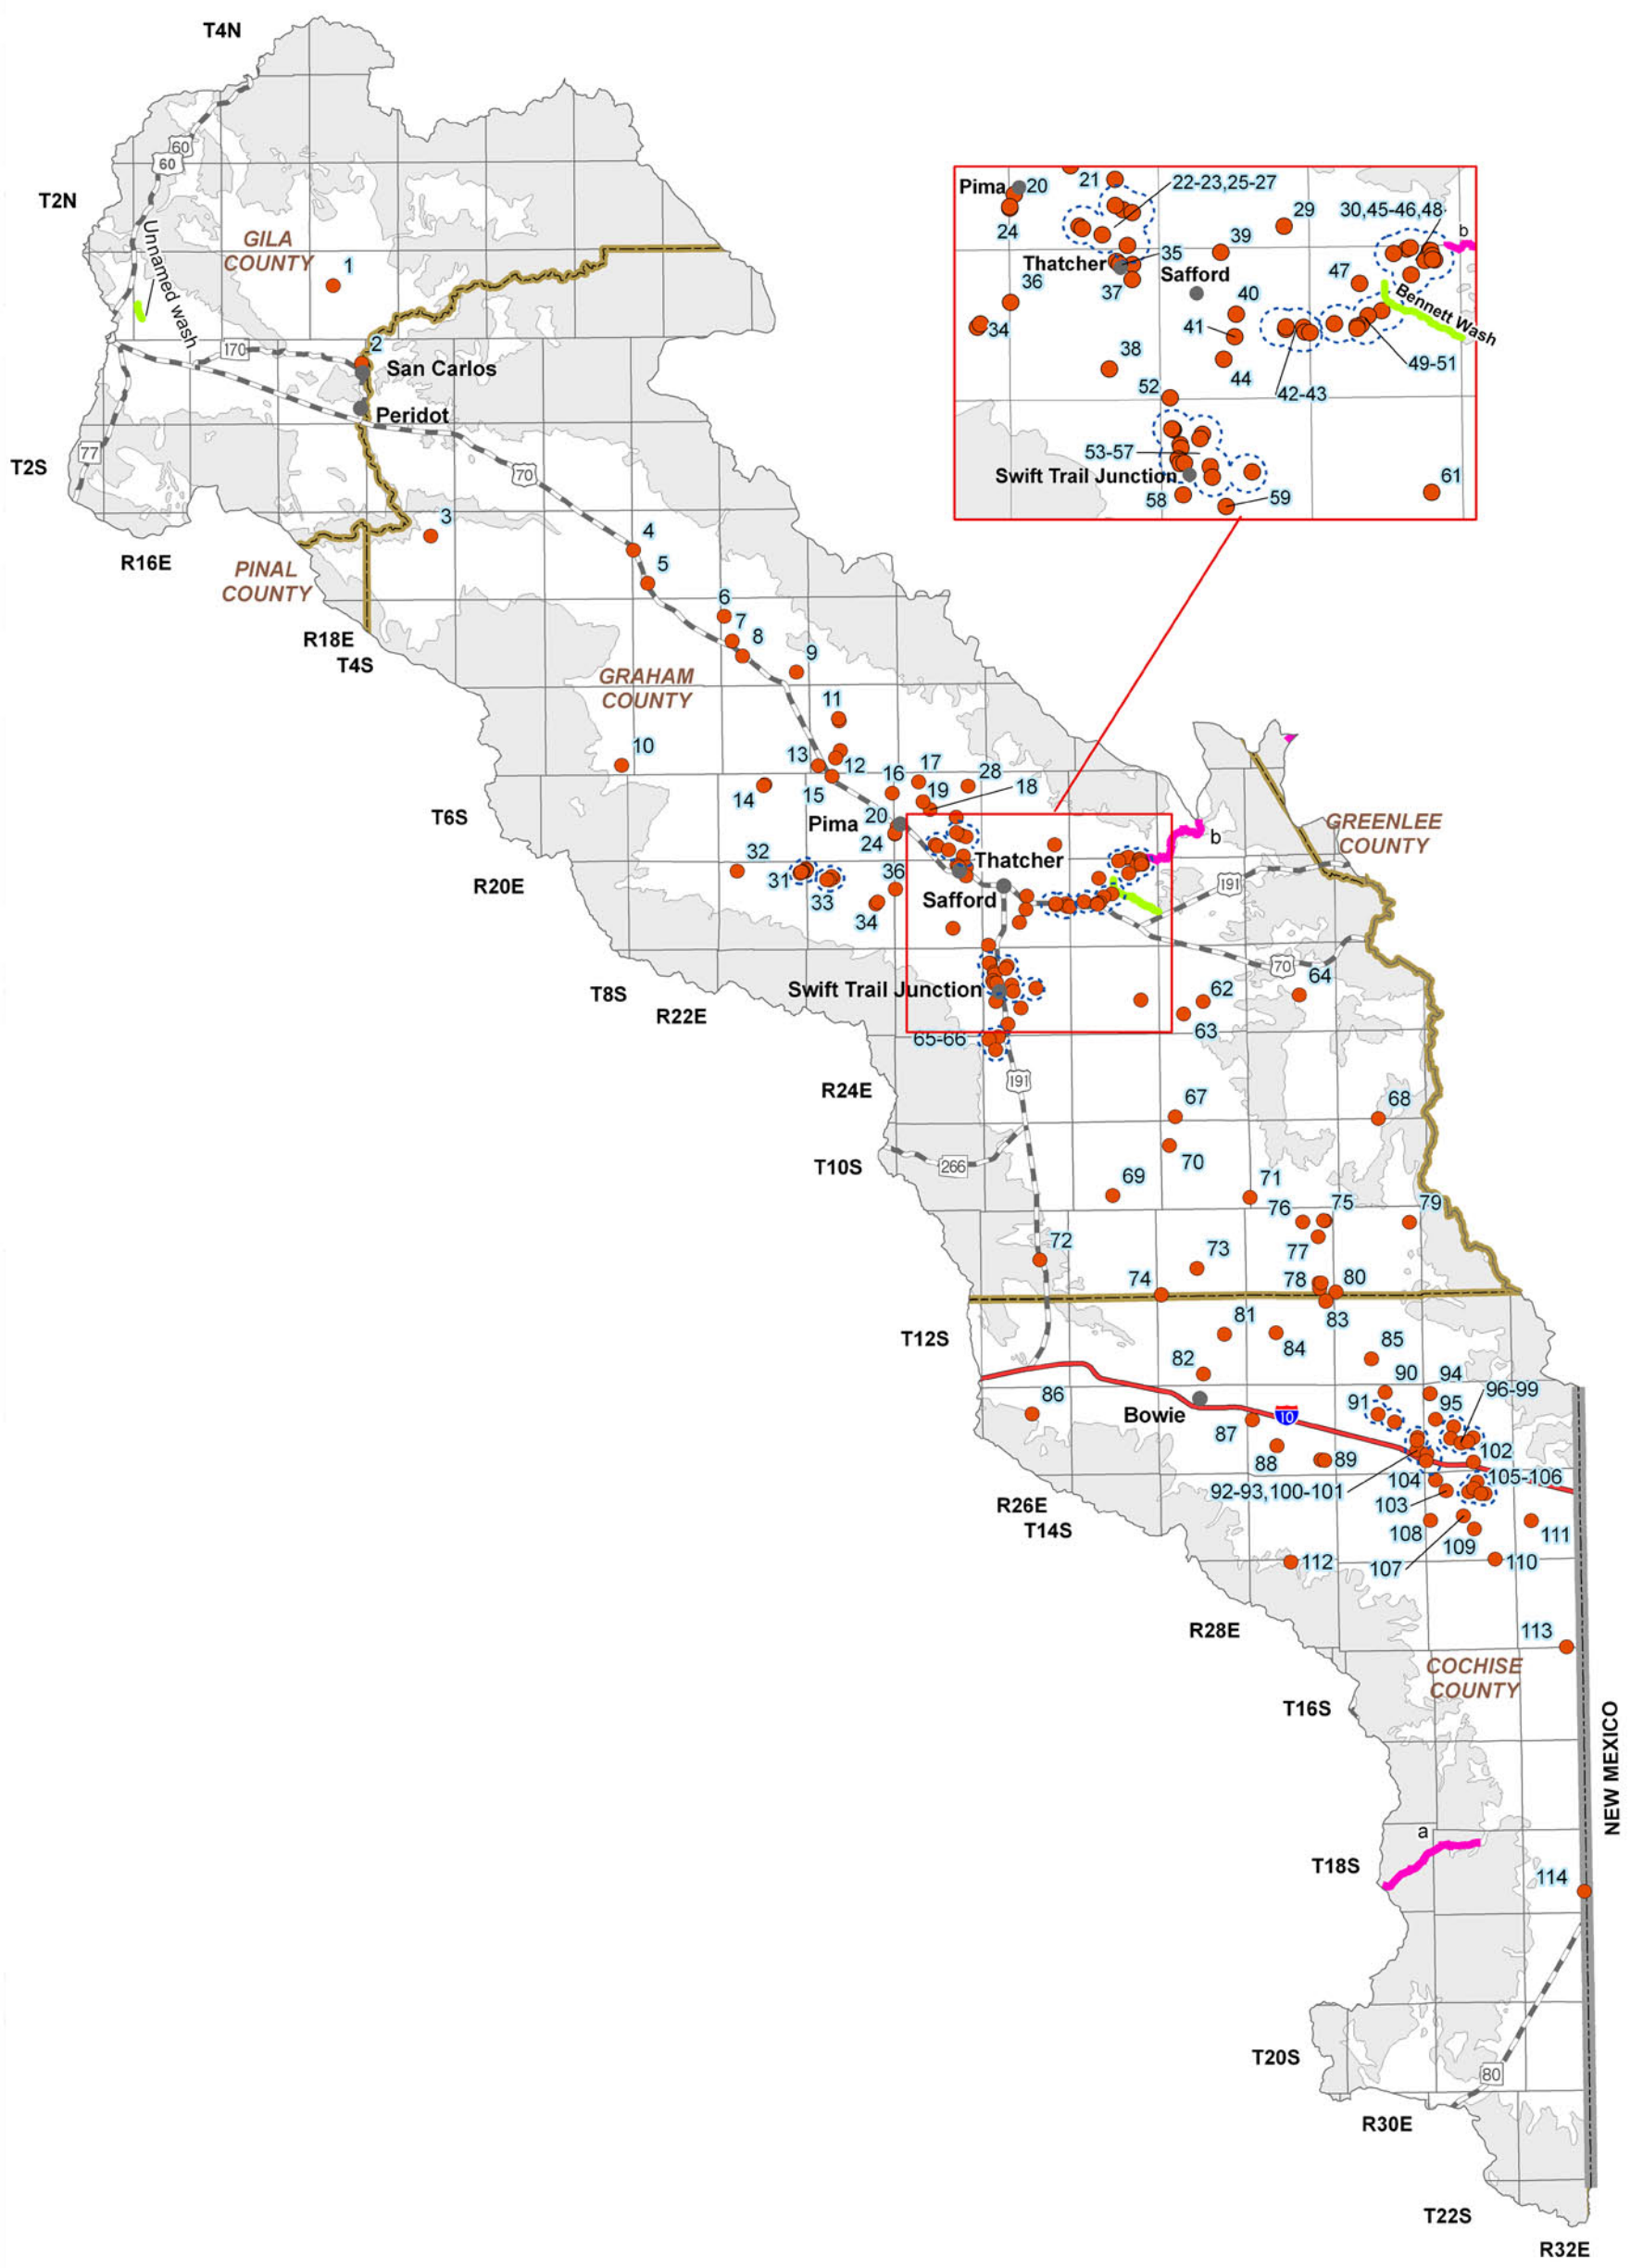 T4N
60
60
T2N
Unnamed wash
GILA
COUNTY
1
170
2
San Carlos
Peridot
77
T2S
70
3
R16E
PINAL
COUNTY
R18E
T4S
4
5
6
7
8
9
GRAHAM
COUNTY
10
11
12
13
14
15
16
17
28
18
19
T6S
Pima
20
24
Thatcher
Safford
R20E
32
31
33
36
34
b
GREENLEE
COUNTY
191
70
64
Swift Trail Junction
T8S
R22E
62
63
65-66
R24E
191
67
68
T10S
266
70
69
71
76
75
79
72
73
77
74
78
80
83
81
84
T12S
85
82
86
Bowie
10
90
94
96-99
91
95
87
88
89
102
92-93,100-101
104
105-106
103
R26E
T14S
108
109
111
107
110
112
R28E
113
COCHISE
COUNTY
T16S
NEW MEXICO
a
T18S
114
T20S
80
R30E
T22S
R32E
Pima
20
21
22-23,25-27
24
29
30,45-46,48
b
39
Thatcher
35
Safford
47
36
37
40
Bennett Wash
34
41
38
44
49-51
42-43
52
53-57
Swift Trail Junction
58
59
61